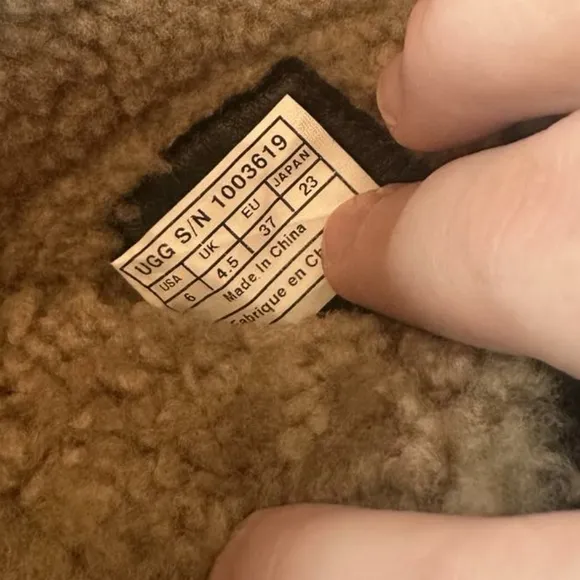 UGG S/N 1003619
USA UK EU JAPAN
6 4.5 37 23
Made in China
Fabrique en Ch